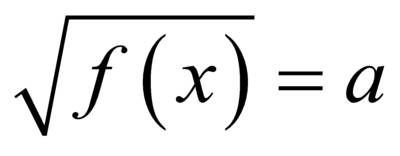 √f(x) = a